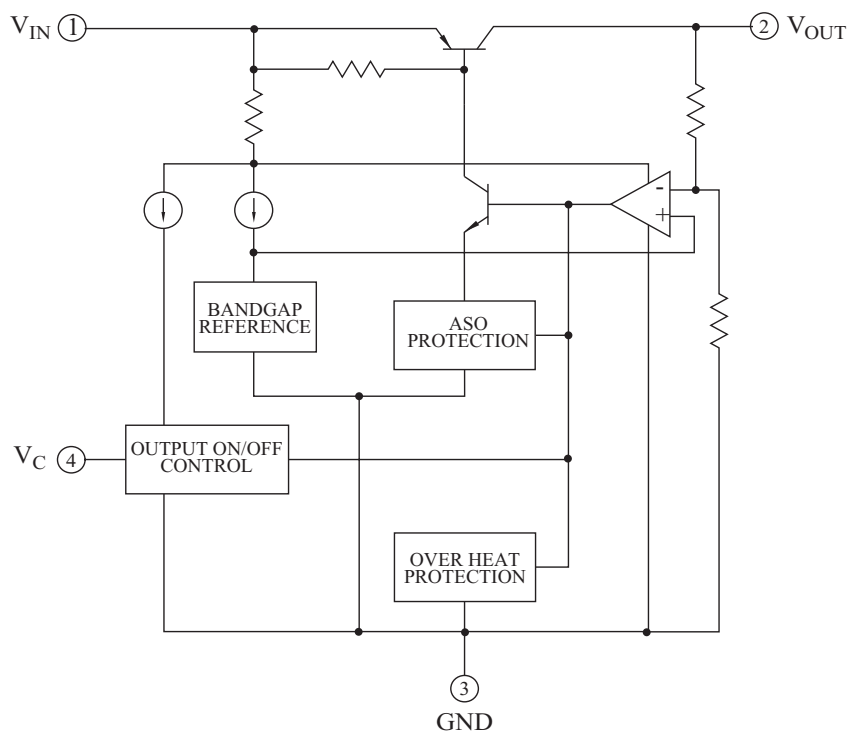 V_IN 1
2 V_OUT
-
+
BANDGAP
REFERENCE
ASO
PROTECTION
V_C 4
OUTPUT ON/OFF
CONTROL
OVER HEAT
PROTECTION
3
GND